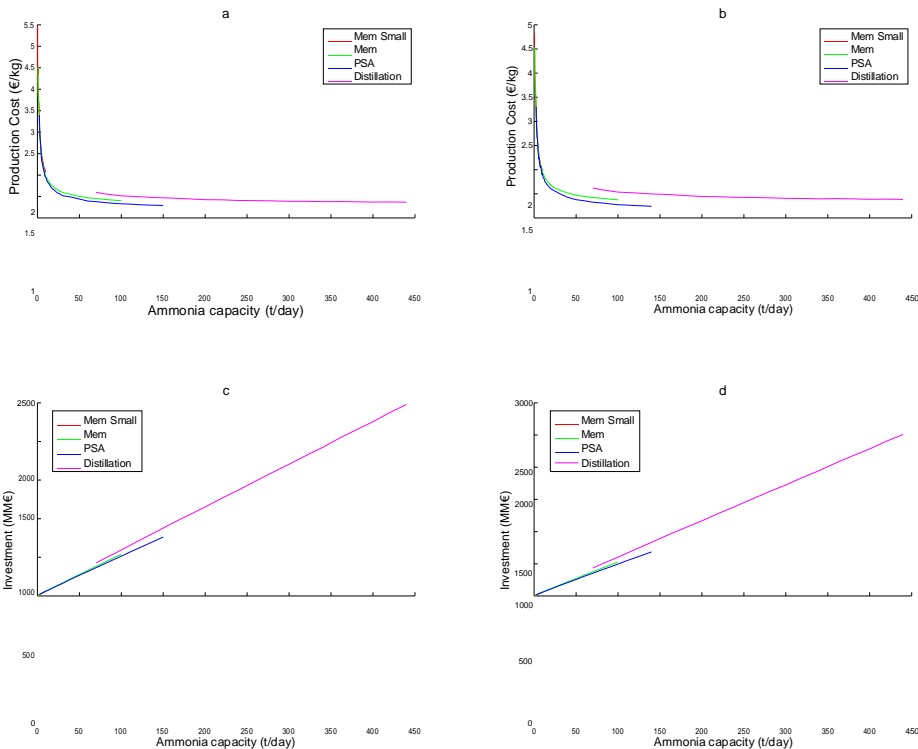 a
5.5
5
4.5
4
3.5
3
2.5
2
1.5
1
Production Cost (€/kg)
Mem Small
Mem
PSA
Distillation
0 50 100 150 200 250 300 350 400 450
Ammonia capacity (t/day)
b
5
4.5
4
3.5
3
2.5
2
1.5
1
Production Cost (€/kg)
Mem Small
Mem
PSA
Distillation
0 50 100 150 200 250 300 350 400 450
Ammonia capacity (t/day)
c
2500
2000
1500
1000
500
0
Investment (MM€)
Mem Small
Mem
PSA
Distillation
0 50 100 150 200 250 300 350 400 450
Ammonia capacity (t/day)
d
3000
2500
2000
1500
1000
500
0
Investment (MM€)
Mem Small
Mem
PSA
Distillation
0 50 100 150 200 250 300 350 400 450
Ammonia capacity (t/day)